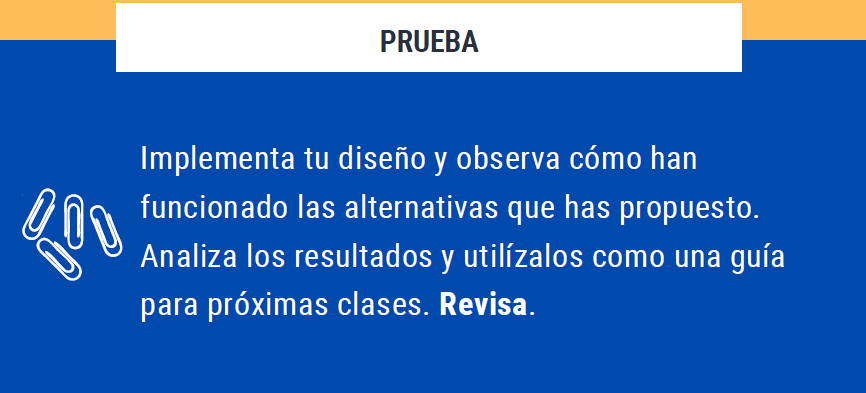 PRUEBA
Implementa tu diseño y observa cómo han
funcionado las alternativas que has propuesto.
Analiza los resultados y utilízalos como una guía
para próximas clases. Revisa.